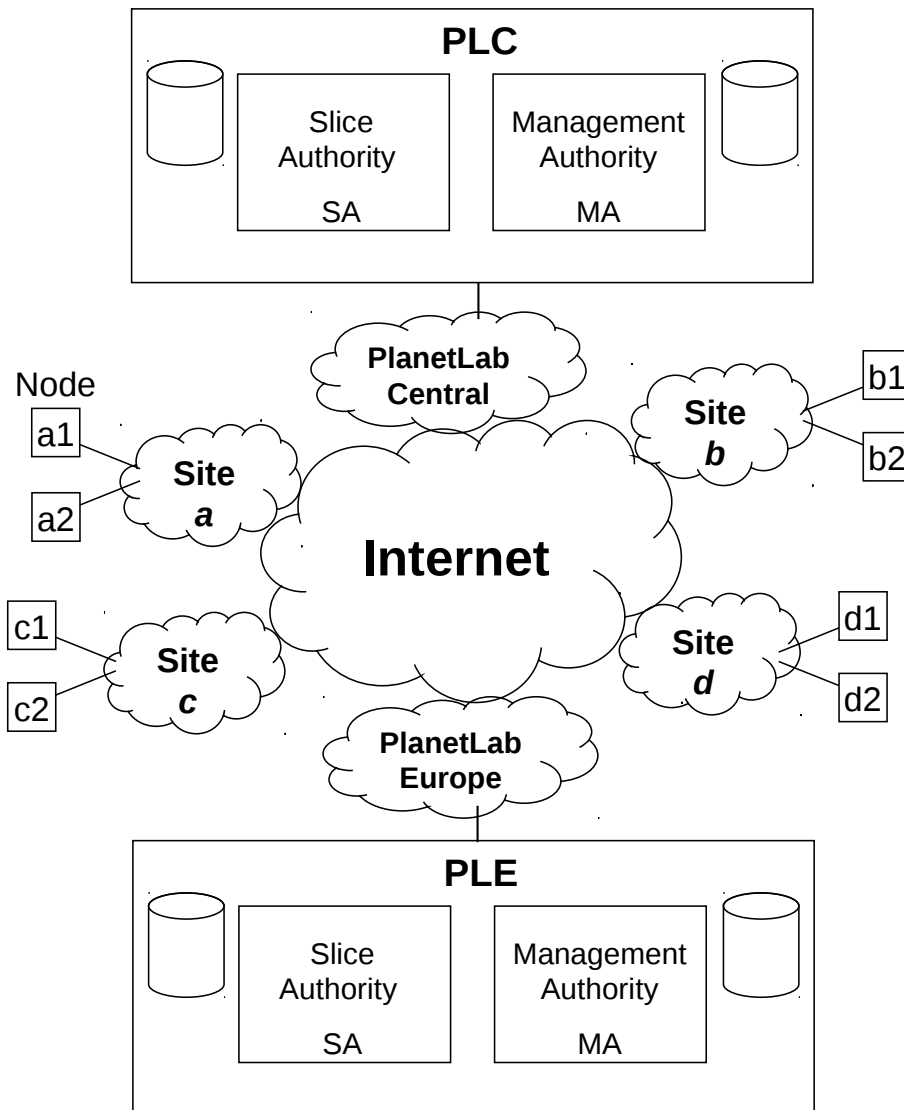 PLC
Slice
Authority
SA
Management
Authority
MA
PlanetLab
Central
Node
a1
a2
Site
a
Site
b
b1
b2
Internet
c1
c2
Site
c
Site
d
d1
d2
PlanetLab
Europe
PLE
Slice
Authority
SA
Management
Authority
MA